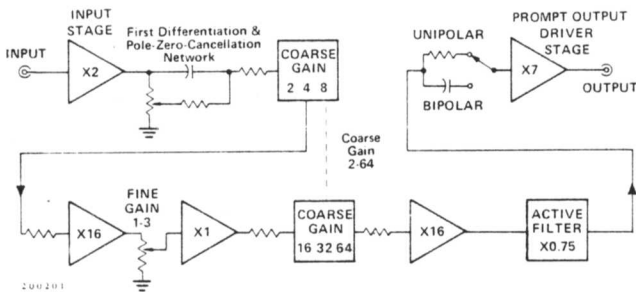 INPUT
STAGE
INPUT
X2
First Differentiation &
Pole-Zero-Cancellation
Network
COARSE
GAIN
2 4 8
UNIPOLAR
BIPOLAR
PROMPT OUTPUT
DRIVER
STAGE
X7
OUTPUT
Coarse
Gain
2-64
X16
FINE
GAIN
1-3
X1
COARSE
GAIN
16 32 64
X16
ACTIVE
FILTER
X0.75
200201